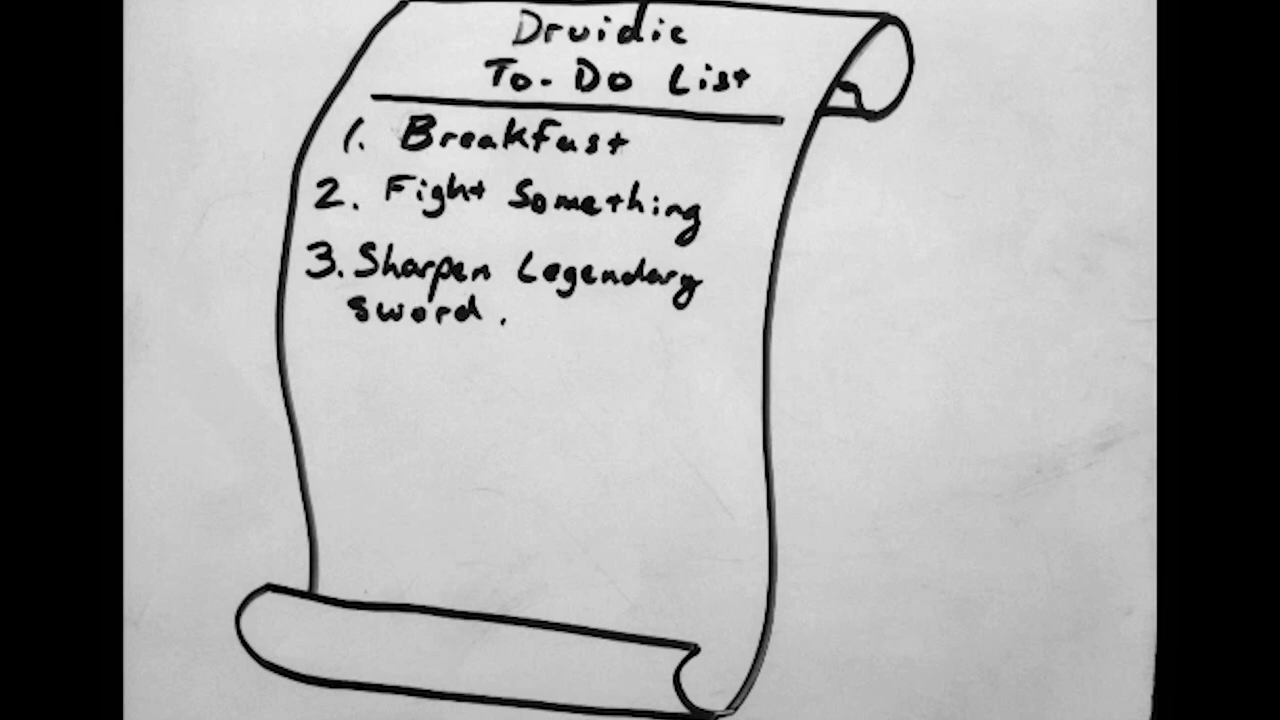 Druidic
To-Do List
1. Breakfast
2. Fight Something
3. Sharpen Legendary
sword.